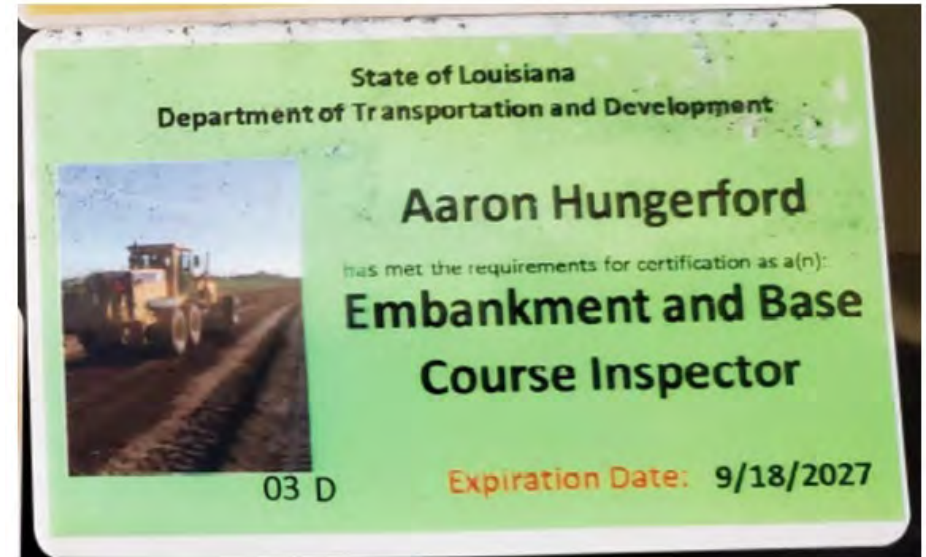 State of Louisiana
Department of Transportation and Development
Aaron Hungerford
has met the requirements for certification as a(n):
Embankment and Base
Course Inspector
03 D
Expiration Date: 9/18/2027